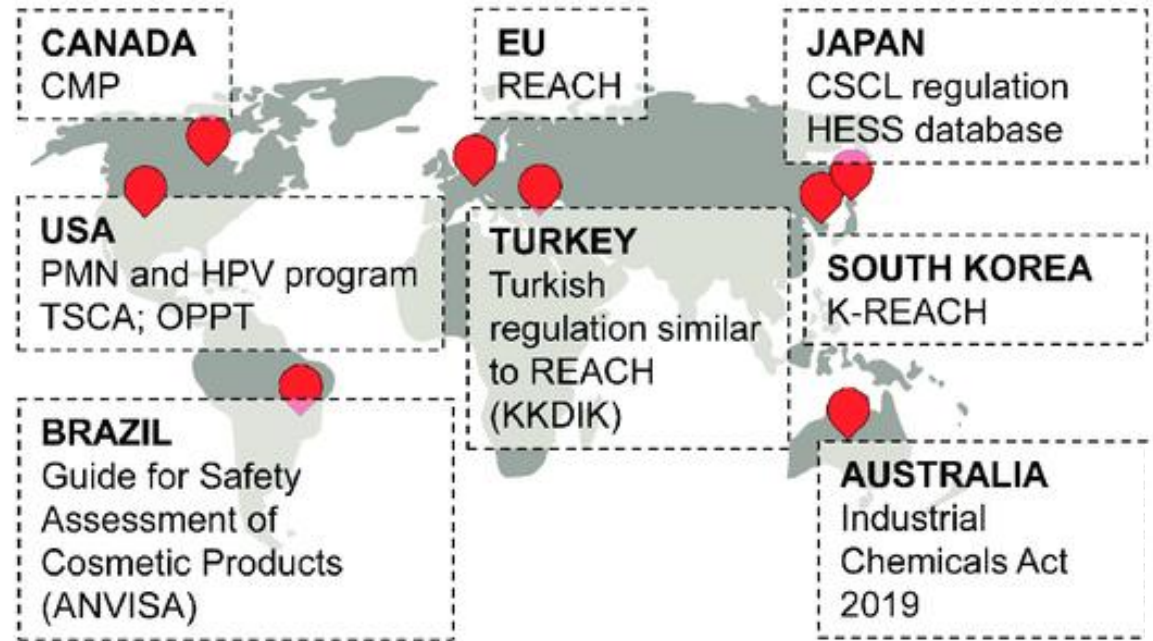 CANADA
CMP
EU
REACH
JAPAN
CSCL regulation
HESS database
USA
PMN and HPV program
TSCA; OPPT
TURKEY
Turkish
regulation similar
to REACH
(KKDIK)
SOUTH KOREA
K-REACH
BRAZIL
Guide for Safety
Assessment of
Cosmetic Products
(ANVISA)
AUSTRALIA
Industrial
Chemicals Act
2019